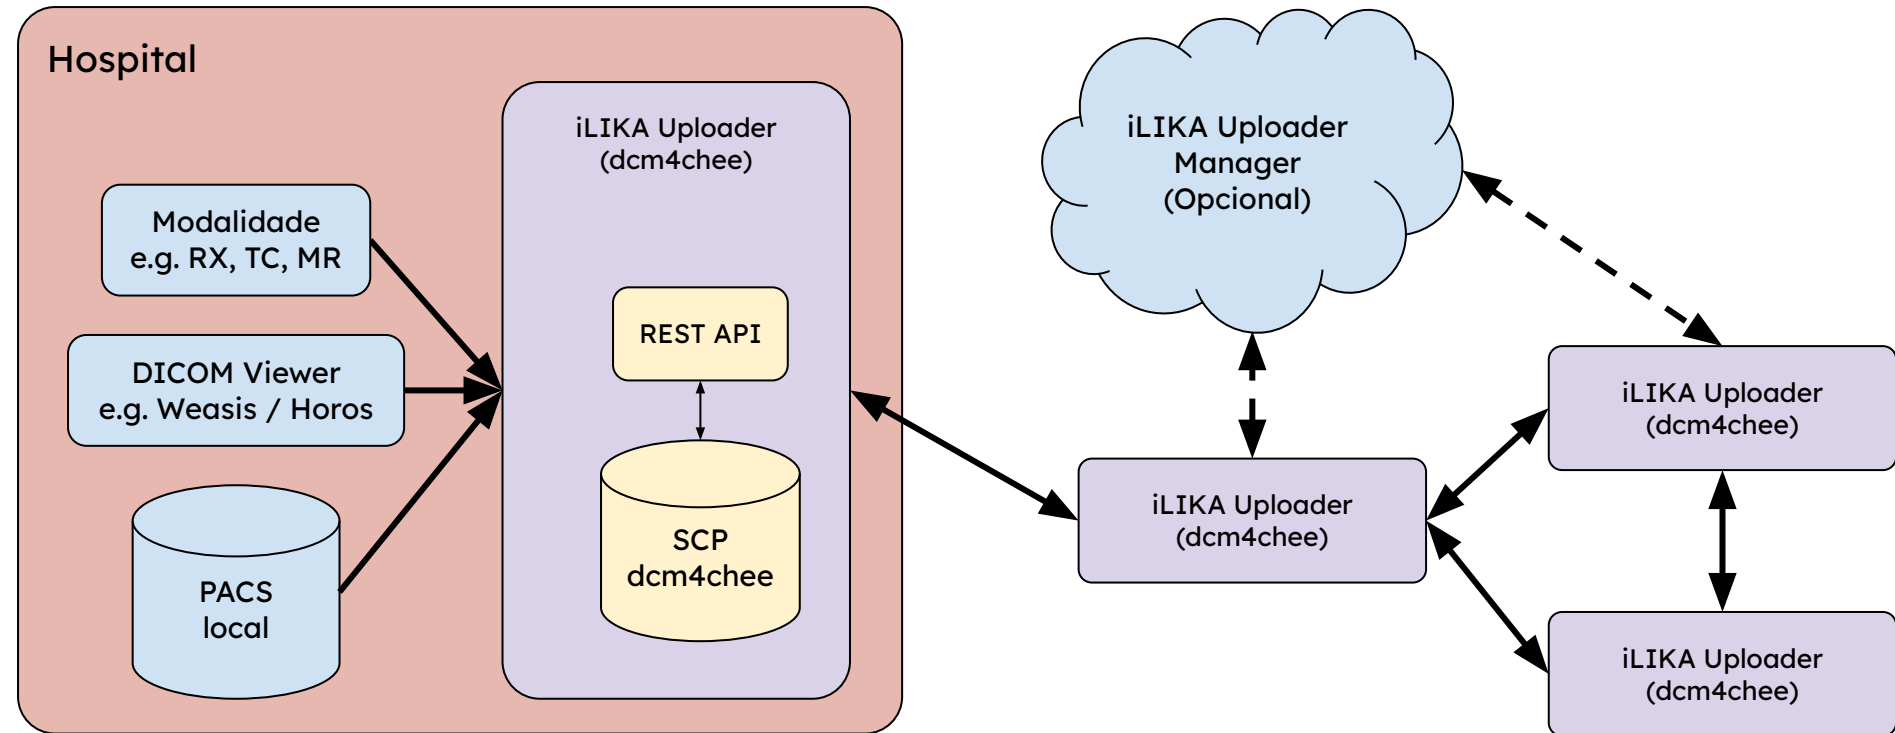 Hospital
iLIKA Uploader
(dcm4chee)
Modalidade
e.g. RX, TC, MR
DICOM Viewer
e.g. Weasis / Horos
PACS
local
REST API
SCP
dcm4chee
iLIKA Uploader
Manager
(Opcional)
iLIKA Uploader
(dcm4chee)
iLIKA Uploader
(dcm4chee)
iLIKA Uploader
(dcm4chee)